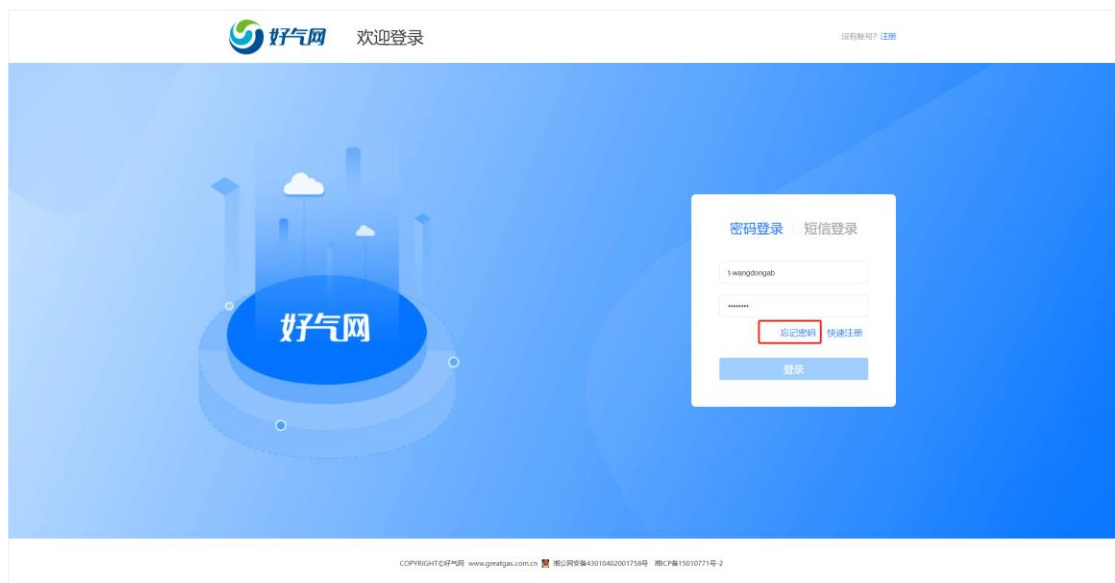 好气网 欢迎登录 没有账号? 注册
好气网
密码登录 短信登录
1-wangdongab
••••••••
忘记密码 快速注册
登录
COPYRIGHT©好气网 www.greatgas.com.cn 湘公网安备43010402001758号 湘ICP备15010771号-2